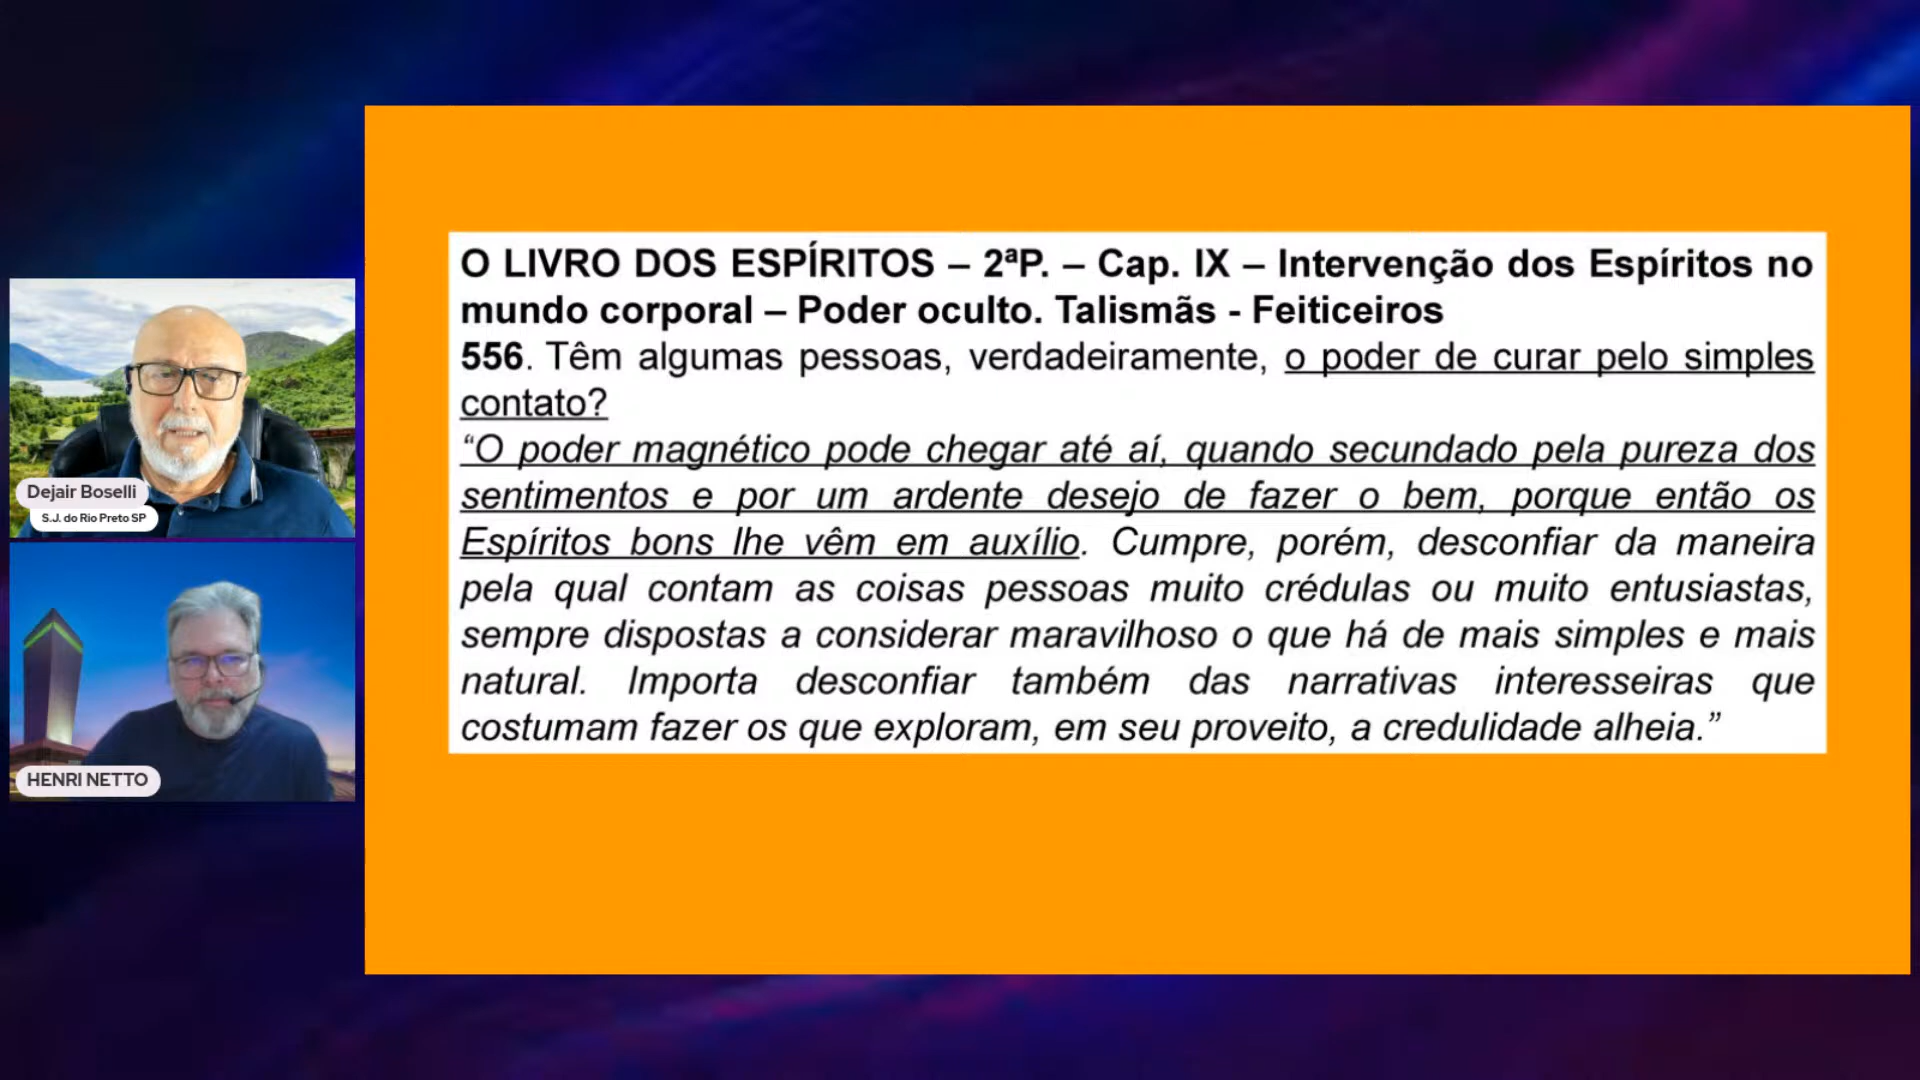 O LIVRO DOS ESPÍRITOS – 2ªP. – Cap. IX – Intervenção dos Espíritos no
mundo corporal – Poder oculto. Talismãs - Feiticeiros
556. Têm algumas pessoas, verdadeiramente, o poder de curar pelo simples
contato?
“O poder magnético pode chegar até aí, quando secundado pela pureza dos
sentimentos e por um ardente desejo de fazer o bem, porque então os
Espíritos bons lhe vêm em auxílio. Cumpre, porém, desconfiar da maneira
pela qual contam as coisas pessoas muito crédulas ou muito entusiastas,
sempre dispostas a considerar maravilhoso o que há de mais simples e mais
natural. Importa desconfiar também das narrativas interesseiras que
costumam fazer os que exploram, em seu proveito, a credulidade alheia.”
Dejair Boselli
S.J. do Rio Preto SP
HENRI NETTO